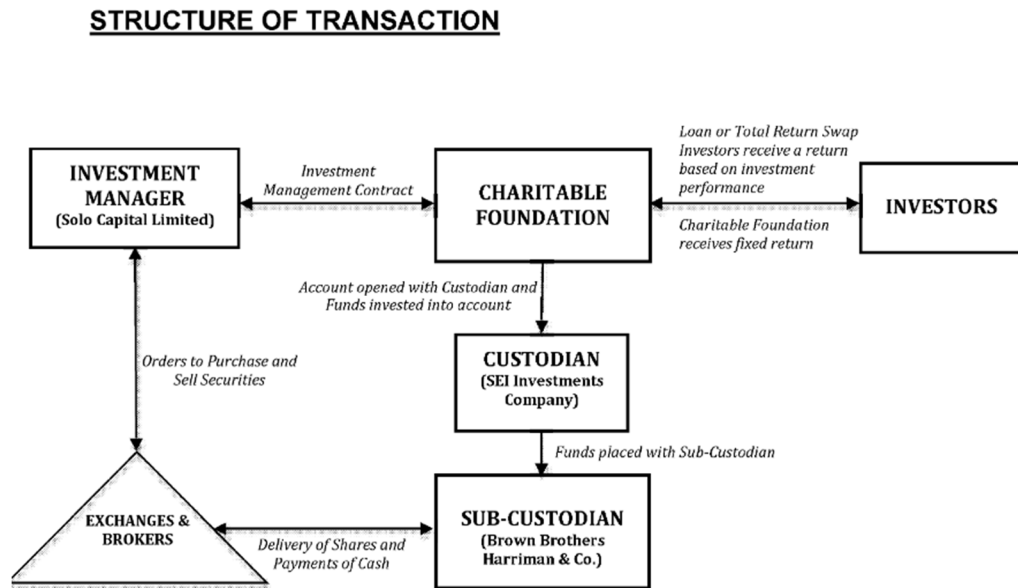 STRUCTURE OF TRANSACTION
INVESTMENT
MANAGER
(Solo Capital Limited)
Investment
Management Contract
CHARITABLE
FOUNDATION
Loan or Total Return Swap
Investors receive a return
based on investment
performance
Charitable Foundation
receives fixed return
INVESTORS
Account opened with Custodian and
Funds invested into account
CUSTODIAN
(SEI Investments
Company)
Orders to Purchase and
Sell Securities
Funds placed with Sub-Custodian
EXCHANGES &
BROKERS
Delivery of Shares and
Payments of Cash
SUB-CUSTODIAN
(Brown Brothers
Harriman & Co.)